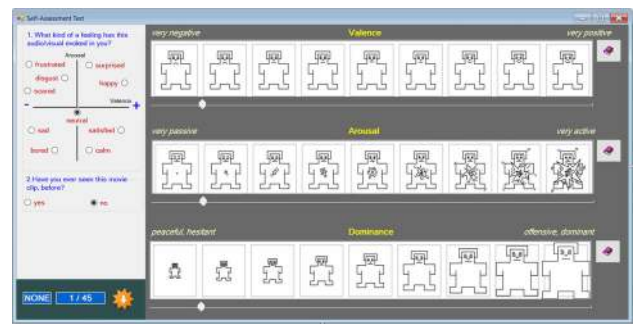 Self-Assessment Test
1. What kind of a feeling has this
audio/visual evoked in you?
Arousal
frustrated
surprised
disgust
happy
scared
Valence
- +
neutral
sad
satisfied
bored
calm
2.Have you ever seen this movie
clip, before?
yes
no
NONE
1 / 45
very negative
Valence
very positive
very passive
Arousal
very active
peaceful, hesitant
Dominance
offensive, dominant